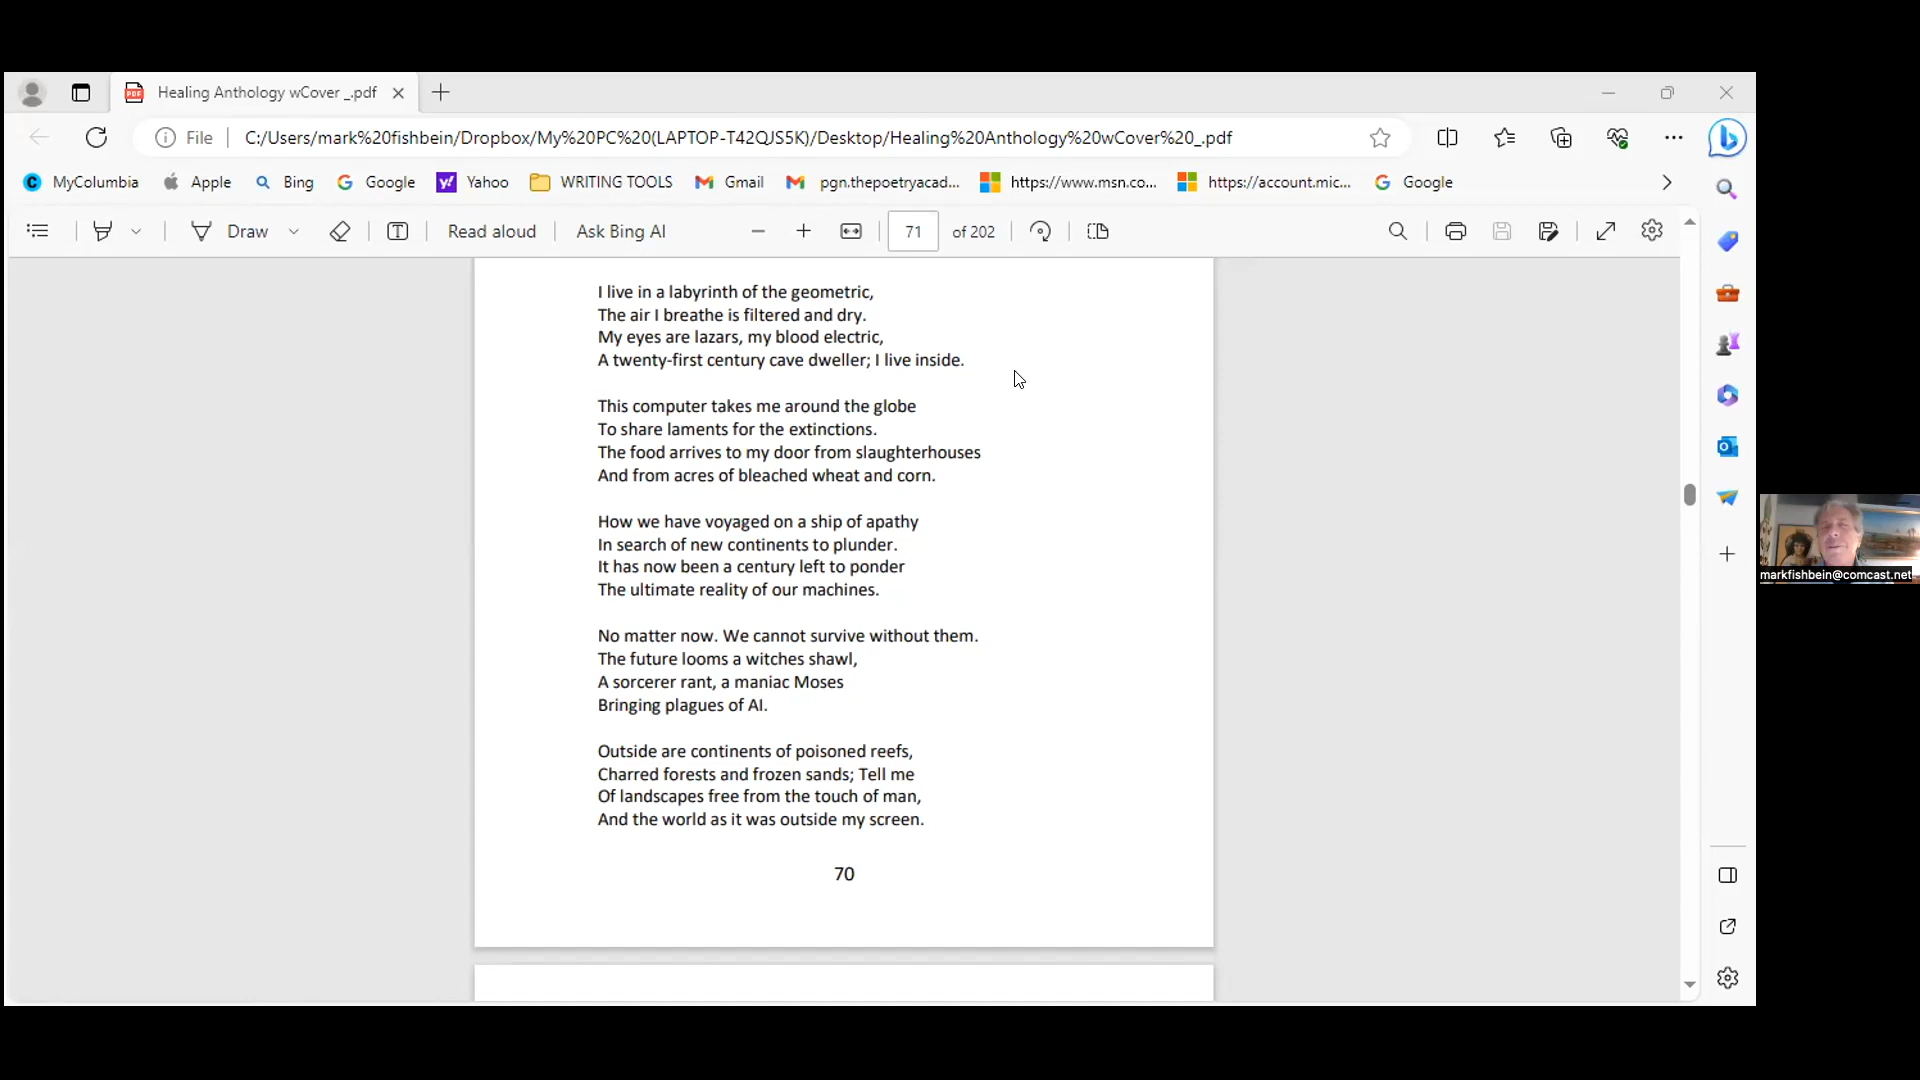 Healing Anthology wCover _.pdf
File
C:/Users/mark%20fishbein/Dropbox/My%20PC%20(LAPTOP-T42QJS5K)/Desktop/Healing%20Anthology%20wCover%20_.pdf
MyColumbia
Apple
Bing
Google
Yahoo
WRITING TOOLS
Gmail
pgn.thepoetryacad...
https://www.msn.co...
https://account.mic...
Google
Draw
Read aloud
Ask Bing AI
71
of 202
I live in a labyrinth of the geometric,
The air I breathe is filtered and dry.
My eyes are lazars, my blood electric,
A twenty-first century cave dweller; I live inside.
This computer takes me around the globe
To share laments for the extinctions.
The food arrives to my door from slaughterhouses
And from acres of bleached wheat and corn.
How we have voyaged on a ship of apathy
In search of new continents to plunder.
It has now been a century left to ponder
The ultimate reality of our machines.
No matter now. We cannot survive without them.
The future looms a witches shawl,
A sorcerer rant, a maniac Moses
Bringing plagues of AI.
Outside are continents of poisoned reefs,
Charred forests and frozen sands; Tell me
Of landscapes free from the touch of man,
And the world as it was outside my screen.
70
markfishbein@comcast.net